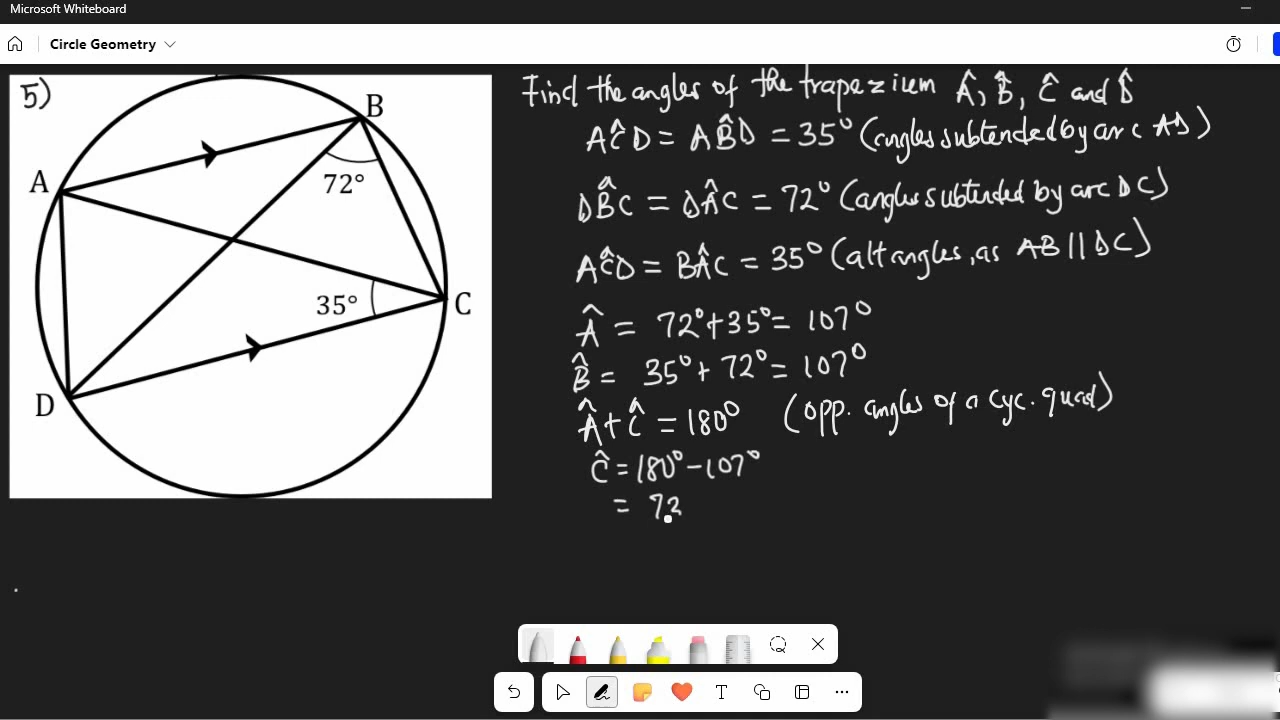 Microsoft Whiteboard
Circle Geometry
5)
B
A
72°
35°
C
D
Find the angles of the trapezium Â, B̂, Ĉ and D̂
AĈD = AB̂D = 35° (angles subtended by arc AD)
DB̂C = DÂC = 72° (angles subtended by arc DC)
AĈD = BÂC = 35° (alt angles, as AB || DC)
Â = 72°+35° = 107°
B̂ = 35°+ 72° = 107°
Â+Ĉ = 180° (opp. angles of a cyc. quad)
Ĉ = 180°-107°
= 73
T